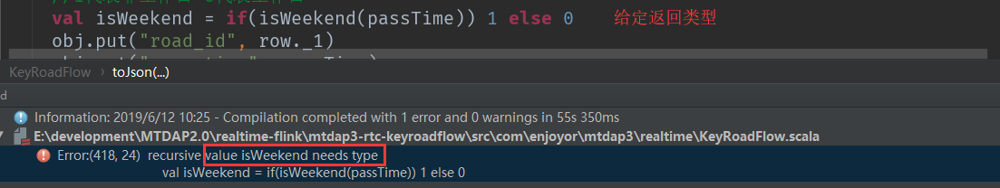 val isWeekend = if(isWeekend(passTime)) 1 else 0 给定返回类型
obj.put("road_id", row._1)
KeyRoadFlow › toJson(...)
d
Information: 2019/6/12 10:25 - Compilation completed with 1 error and 0 warnings in 55s 350ms
E:\development\MTDAP2.0\realtime-flink\mtdap3-rtc-keyroadflow\src\com\enjoyor\mtdap3\realtime\KeyRoadFlow.scala
Error:(418, 24) recursive value isWeekend needs type
val isWeekend = if(isWeekend(passTime)) 1 else 0